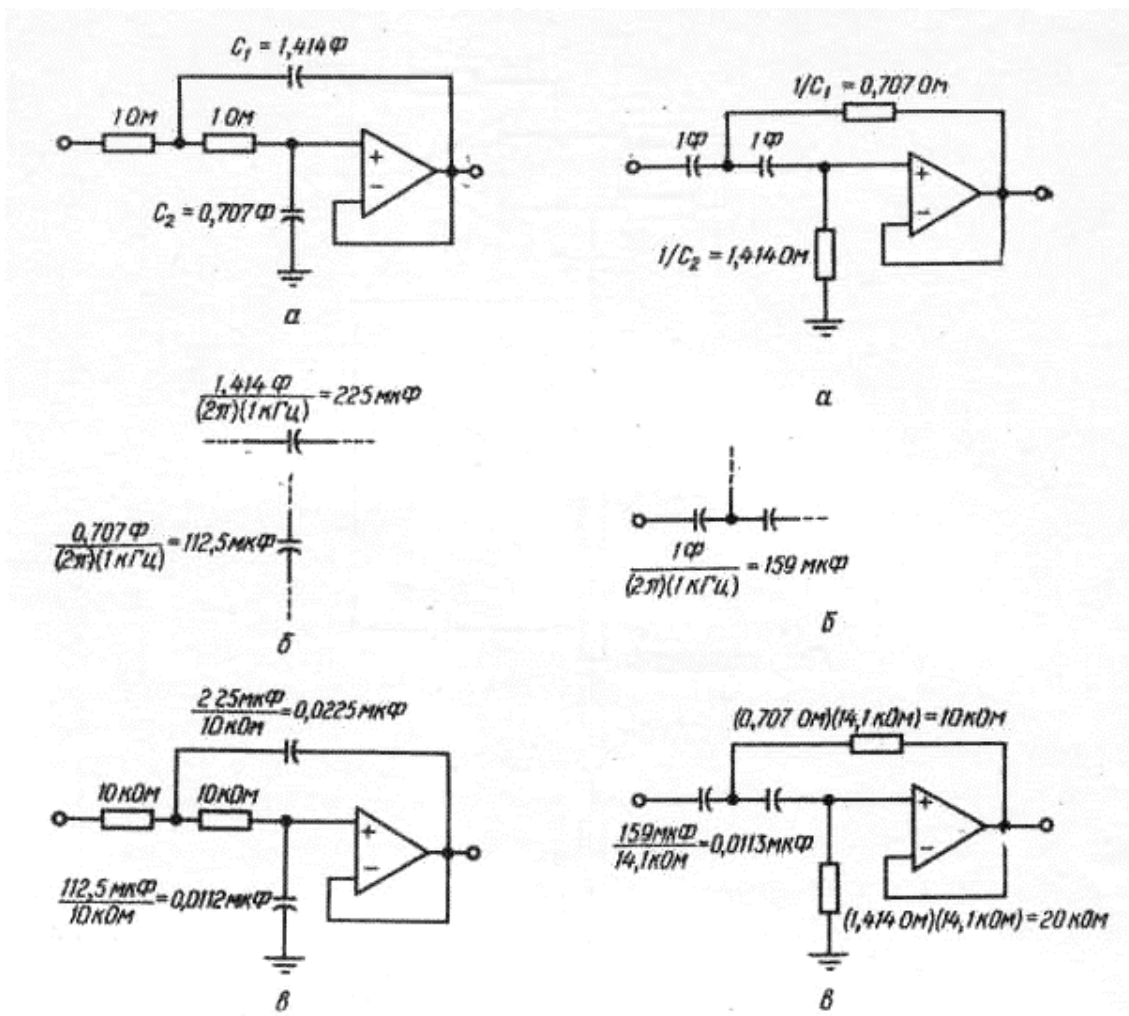 C₁ = 1,414 Ф
1 Ом
1 Ом
+
−
C₂ = 0,707 Ф
а
1,414 Ф
(2π)(1 кГц)
= 225 мкФ
0,707 Ф
(2π)(1 кГц)
= 112,5 мкФ
б
225 мкФ
10 кОм
= 0,0225 мкФ
10 кОм
10 кОм
+
−
112,5 мкФ
10 кОм
= 0,0112 мкФ
в
1/C₁ = 0,707 Ом
1 Ф
1 Ф
+
−
1/C₂ = 1,414 Ом
а
1 Ф
(2π)(1 кГц)
= 159 мкФ
б
(0,707 Ом)(14,1 кОм) = 10 кОм
+
−
159 мкФ
14,1 кОм
= 0,0113 мкФ
(1,414 Ом)(14,1 кОм) = 20 кОм
в